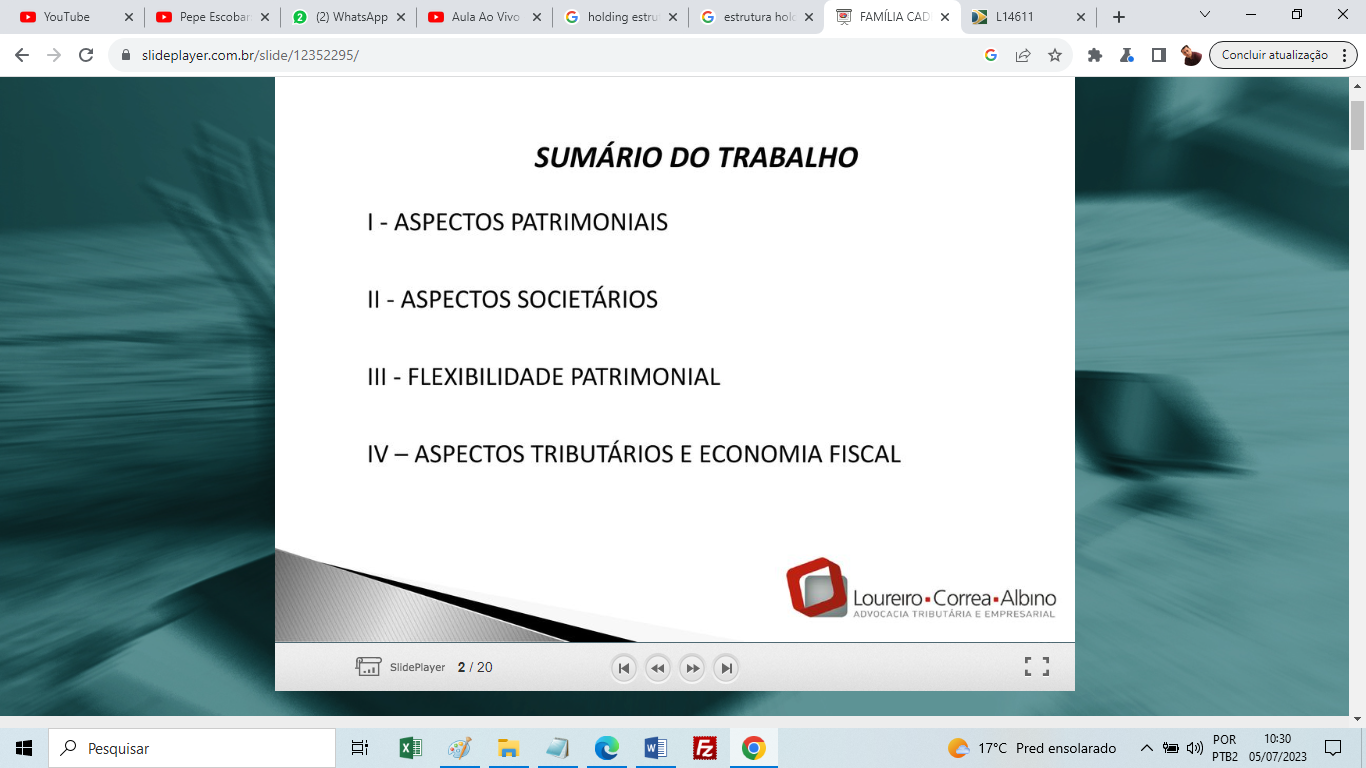 YouTube
Pepe Escobar
(2) WhatsApp
Aula Ao Vivo
holding estrut
estrutura hold
FAMÍLIA CAD
L14611
slideplayer.com.br/slide/12352295/
Concluir atualização
SUMÁRIO DO TRABALHO
I - ASPECTOS PATRIMONIAIS
II - ASPECTOS SOCIETÁRIOS
III - FLEXIBILIDADE PATRIMONIAL
IV – ASPECTOS TRIBUTÁRIOS E ECONOMIA FISCAL
Loureiro▪Correa▪Albino
ADVOCACIA TRIBUTÁRIA E EMPRESARIAL
SlidePlayer 2 / 20
Pesquisar
17°C Pred ensolarado
POR
PTB2
10:30
05/07/2023